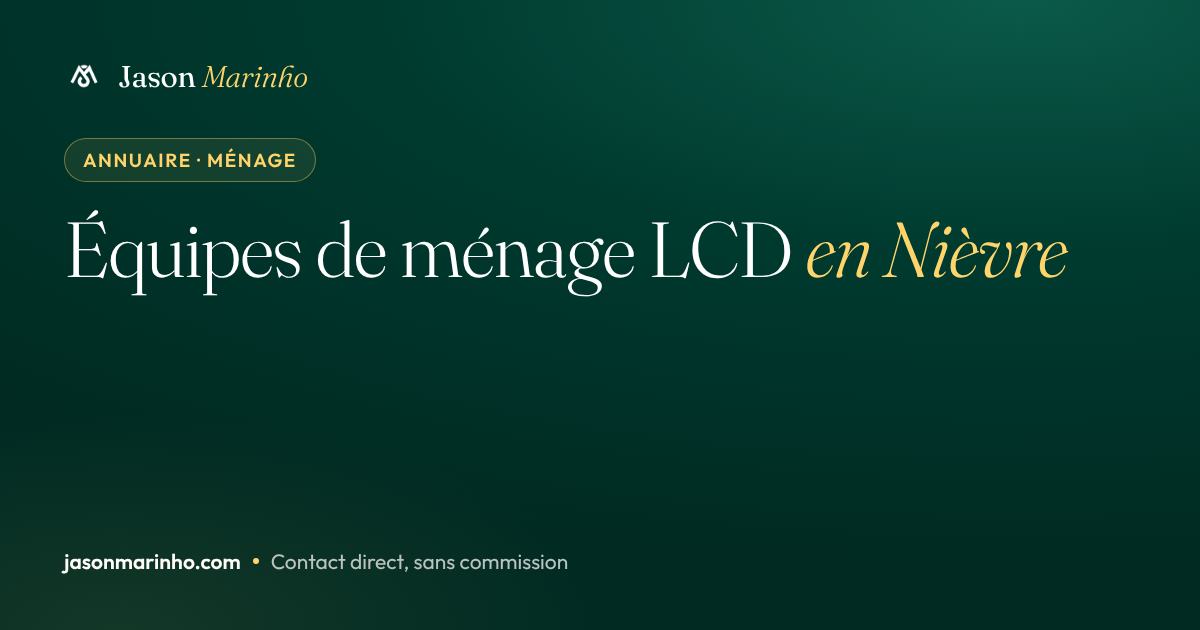 Jason Marinho
ANNUAIRE · MÉNAGE
Équipes de ménage LCD en Nièvre
jasonmarinho.com • Contact direct, sans commission